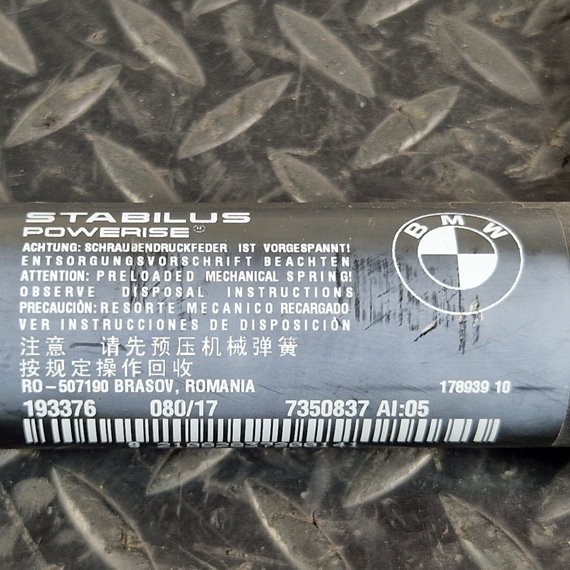 STABILUS
POWERISE
BMW
ACHTUNG: SCHRAUBENDRUCKFEDER IST VORGESPANNT!
ENTSORGUNGSVORSCHRIFT BEACHTEN
ATTENTION: PRELOADED MECHANICAL SPRING!
OBSERVE DISPOSAL INSTRUCTIONS
PRECAUCIÓN: RESORTE MECANICO RECARGADO
VER INSTRUCCIONES DE DISPOSICIÓN
注意 一 请先预压机械弹簧
按规定操作回收
RO-507190 BRASOV, ROMANIA 178939 10
193376 080/17 7350837 AI:05